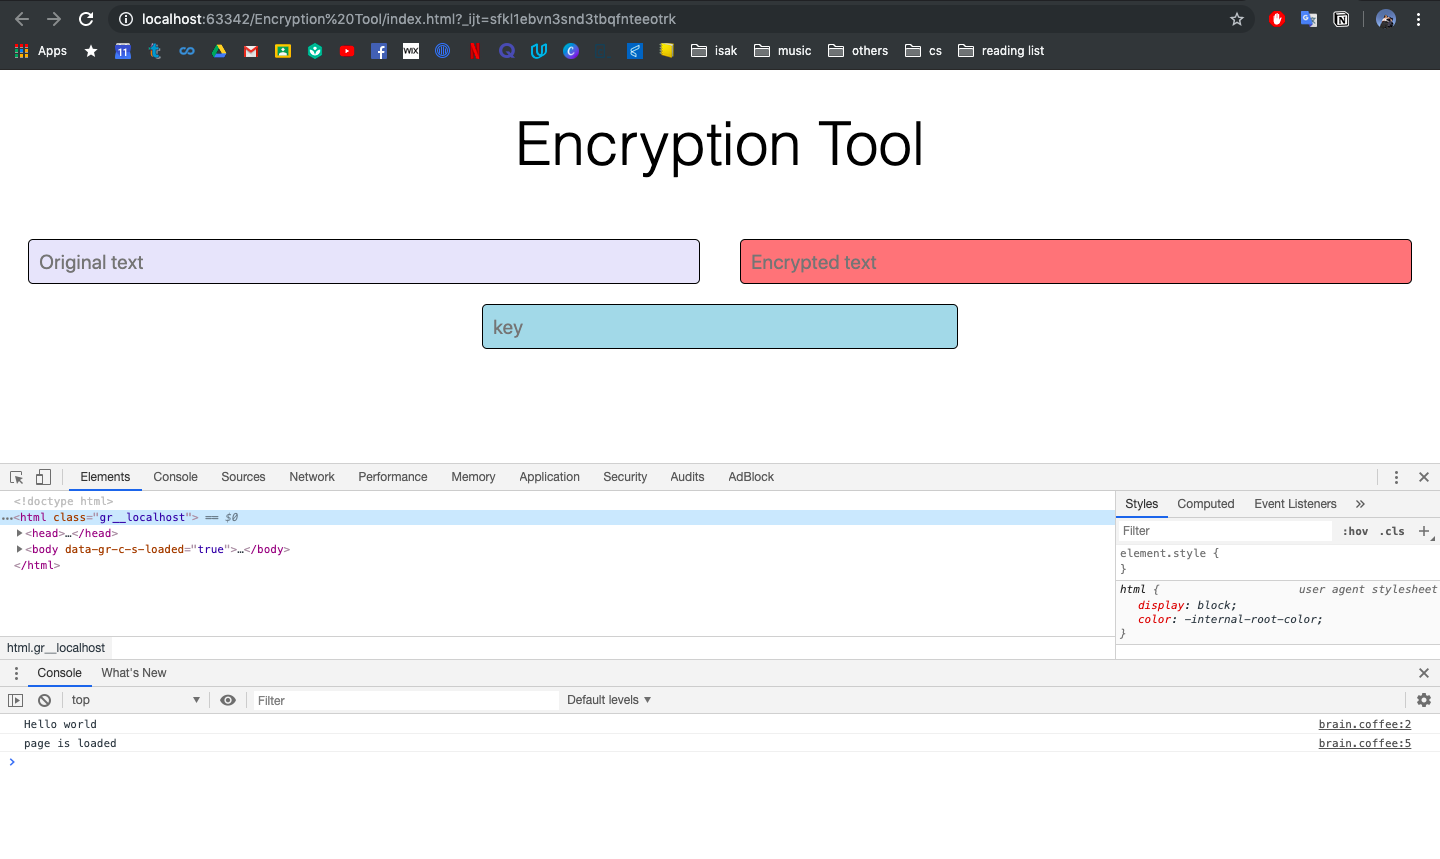 localhost:63342/Encryption%20Tool/index.html?_ijt=sfkl1ebvn3snd3tbqfnteeotrk
Apps 11 WIX isak music others cs reading list
Encryption Tool
Original text Encrypted text
key
Elements Console Sources Network Performance Memory Application Security Audits AdBlock
<!doctype html>
…<html class="gr__localhost"> == $0
<head>…</head>
<body data-gr-c-s-loaded="true">…</body>
</html>
Styles Computed Event Listeners »
Filter :hov .cls +
element.style {
}
html { user agent stylesheet
display: block;
color: -internal-root-color;
}
html.gr__localhost
Console What's New
top Filter Default levels
Hello world brain.coffee:2
page is loaded brain.coffee:5